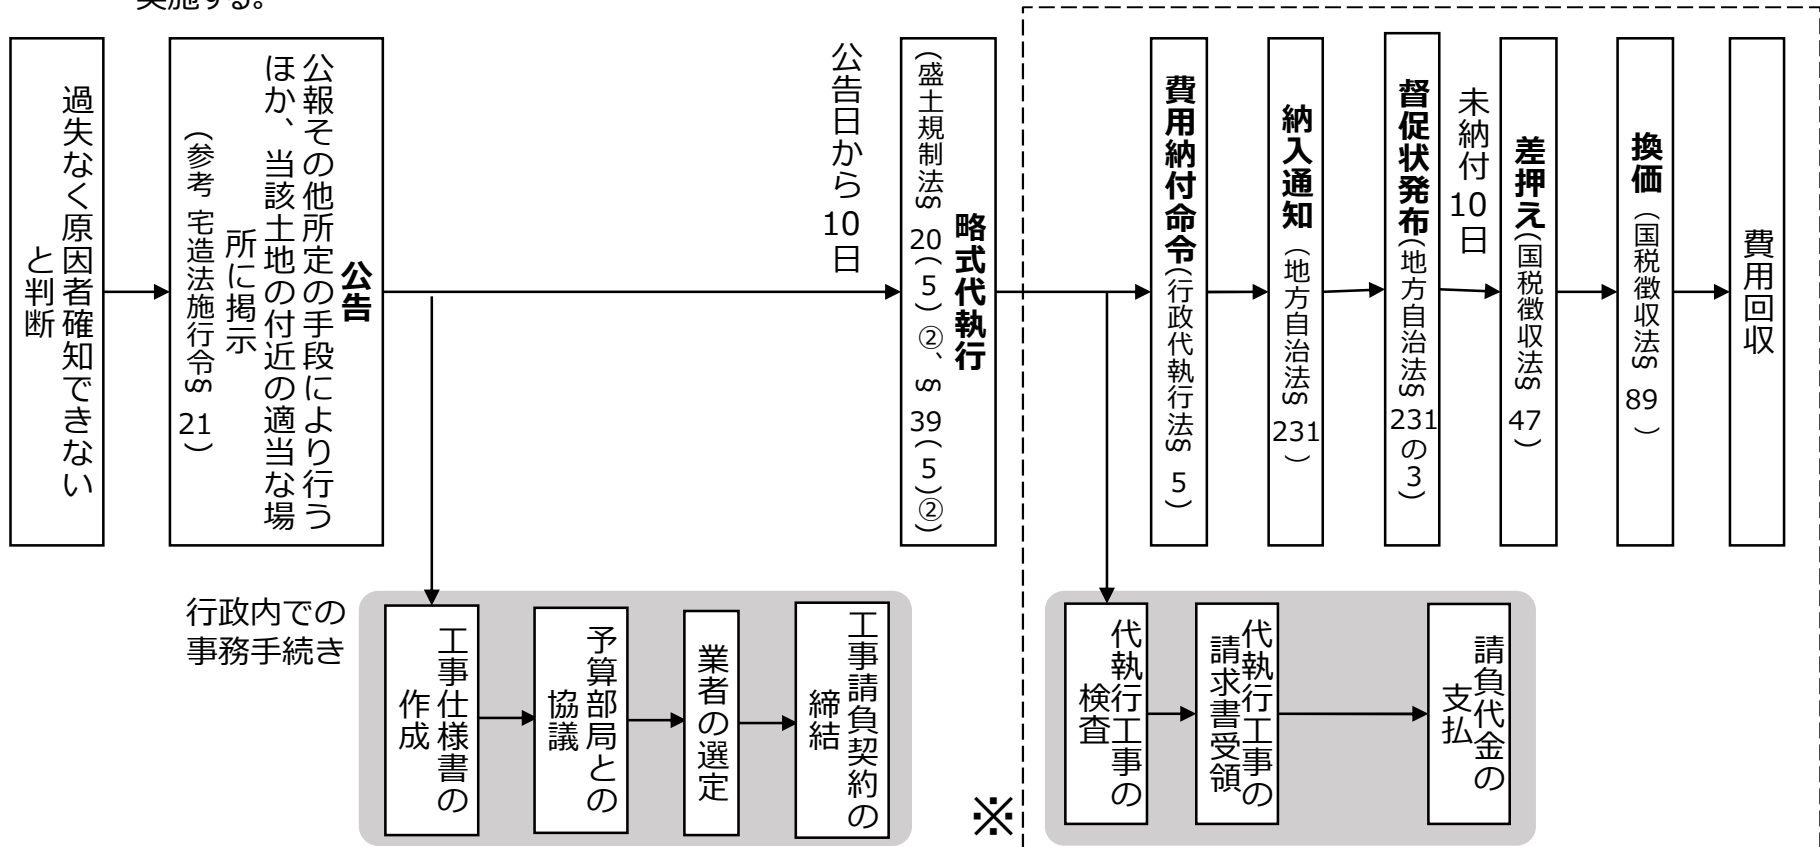 実施する。
過失なく原因者確知できない
と判断
公告
公報その他所定の手段により行う
ほか、当該土地の付近の適当な場
所に掲示
(参考 宅造法施行令§ 21)
公告日から10日
略式代執行
(盛土規制法§ 20(5)②、§ 39(5)②)
費用納付命令(行政代執行法§ 5)
納入通知(地方自治法§ 231)
督促状発布(地方自治法§ 231の3)
未納付10日
差押え(国税徴収法§ 47)
換価(国税徴収法§ 89)
費用回収
行政内での
事務手続き
工事仕様書の
作成
予算部局との
協議
業者の選定
工事請負契約の
締結
※
代執行工事の
検査
代執行工事の
請求書受領
請負代金の
支払